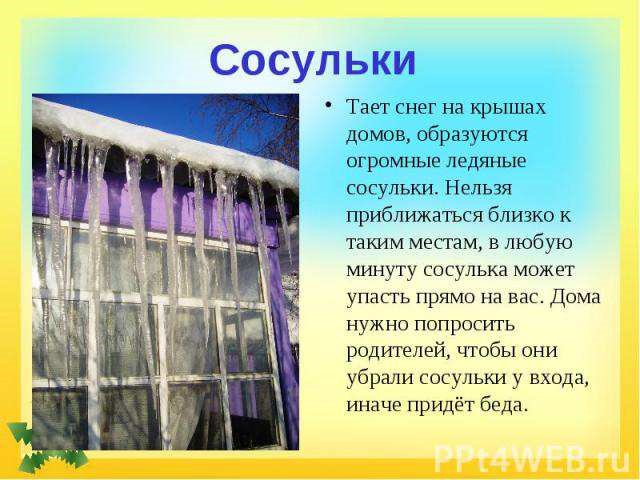 Сосульки
• Тает снег на крышах
домов, образуются
огромные ледяные
сосульки. Нельзя
приближаться близко к
таким местам, в любую
минуту сосулька может
упасть прямо на вас. Дома
нужно попросить
родителей, чтобы они
убрали сосульки у входа,
иначе придёт беда.
PPt4WEB.ru